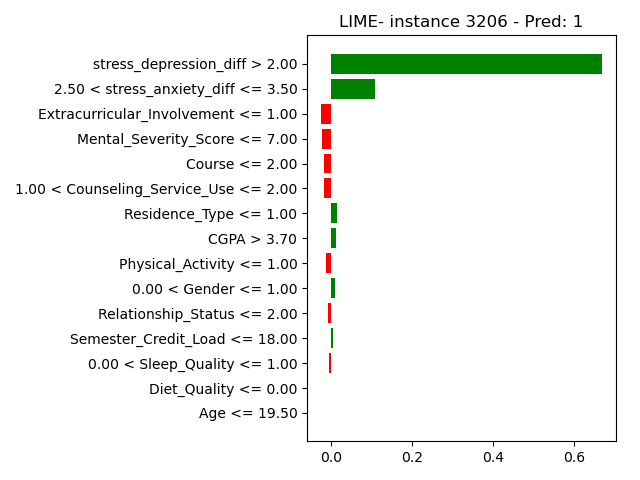 LIME- instance 3206 - Pred: 1
stress_depression_diff > 2.00
2.50 < stress_anxiety_diff <= 3.50
Extracurricular_Involvement <= 1.00
Mental_Severity_Score <= 7.00
Course <= 2.00
1.00 < Counseling_Service_Use <= 2.00
Residence_Type <= 1.00
CGPA > 3.70
Physical_Activity <= 1.00
0.00 < Gender <= 1.00
Relationship_Status <= 2.00
Semester_Credit_Load <= 18.00
0.00 < Sleep_Quality <= 1.00
Diet_Quality <= 0.00
Age <= 19.50
0.0 0.2 0.4 0.6